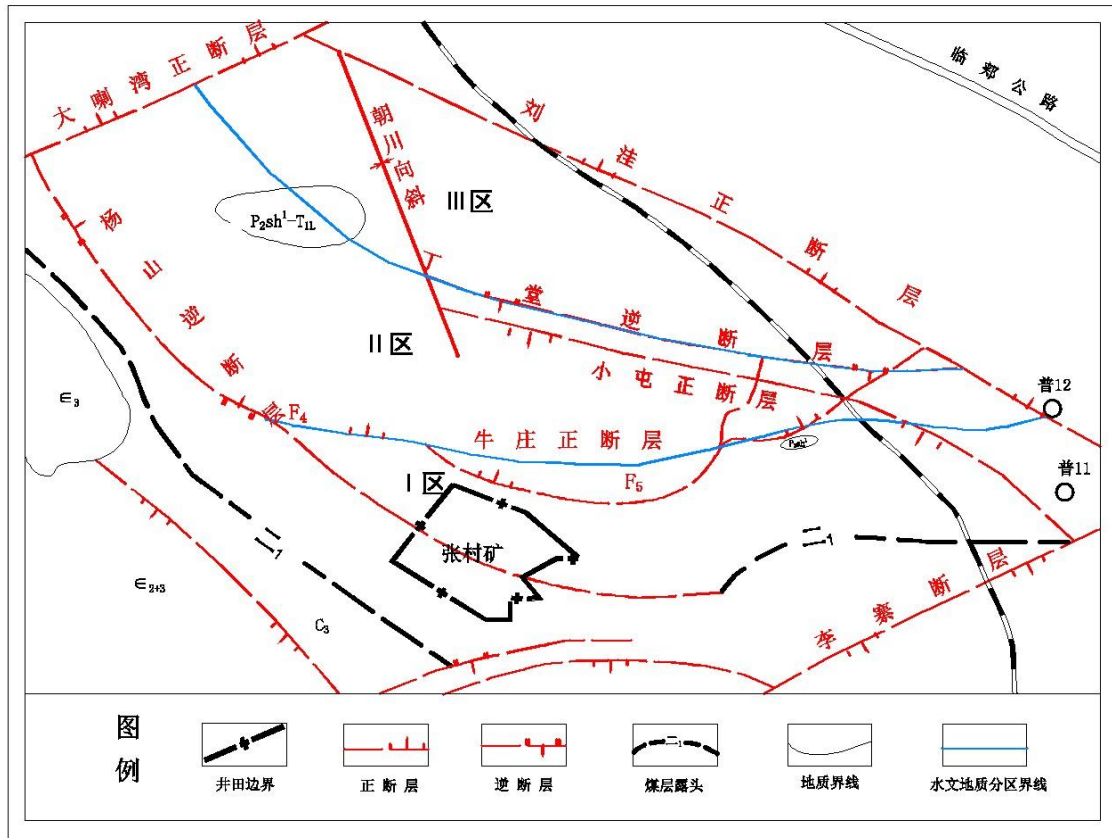 大喇湾正断层
临郏公路
朝川向斜
刘洼正断层
Ⅲ区
P₂sh¹-T₁L
杨山逆断层
丁堂逆断层
Ⅱ区
小屯正断层
∈₃
F₄
牛庄正断层
普12
P₂sh¹
普11
Ⅰ区
F₅
张村矿
二₁
二₁
∈₂₊₃
C₃
李寨断层
图例
二₁
井田边界
正断层
逆断层
煤层露头
地质界线
水文地质分区界线